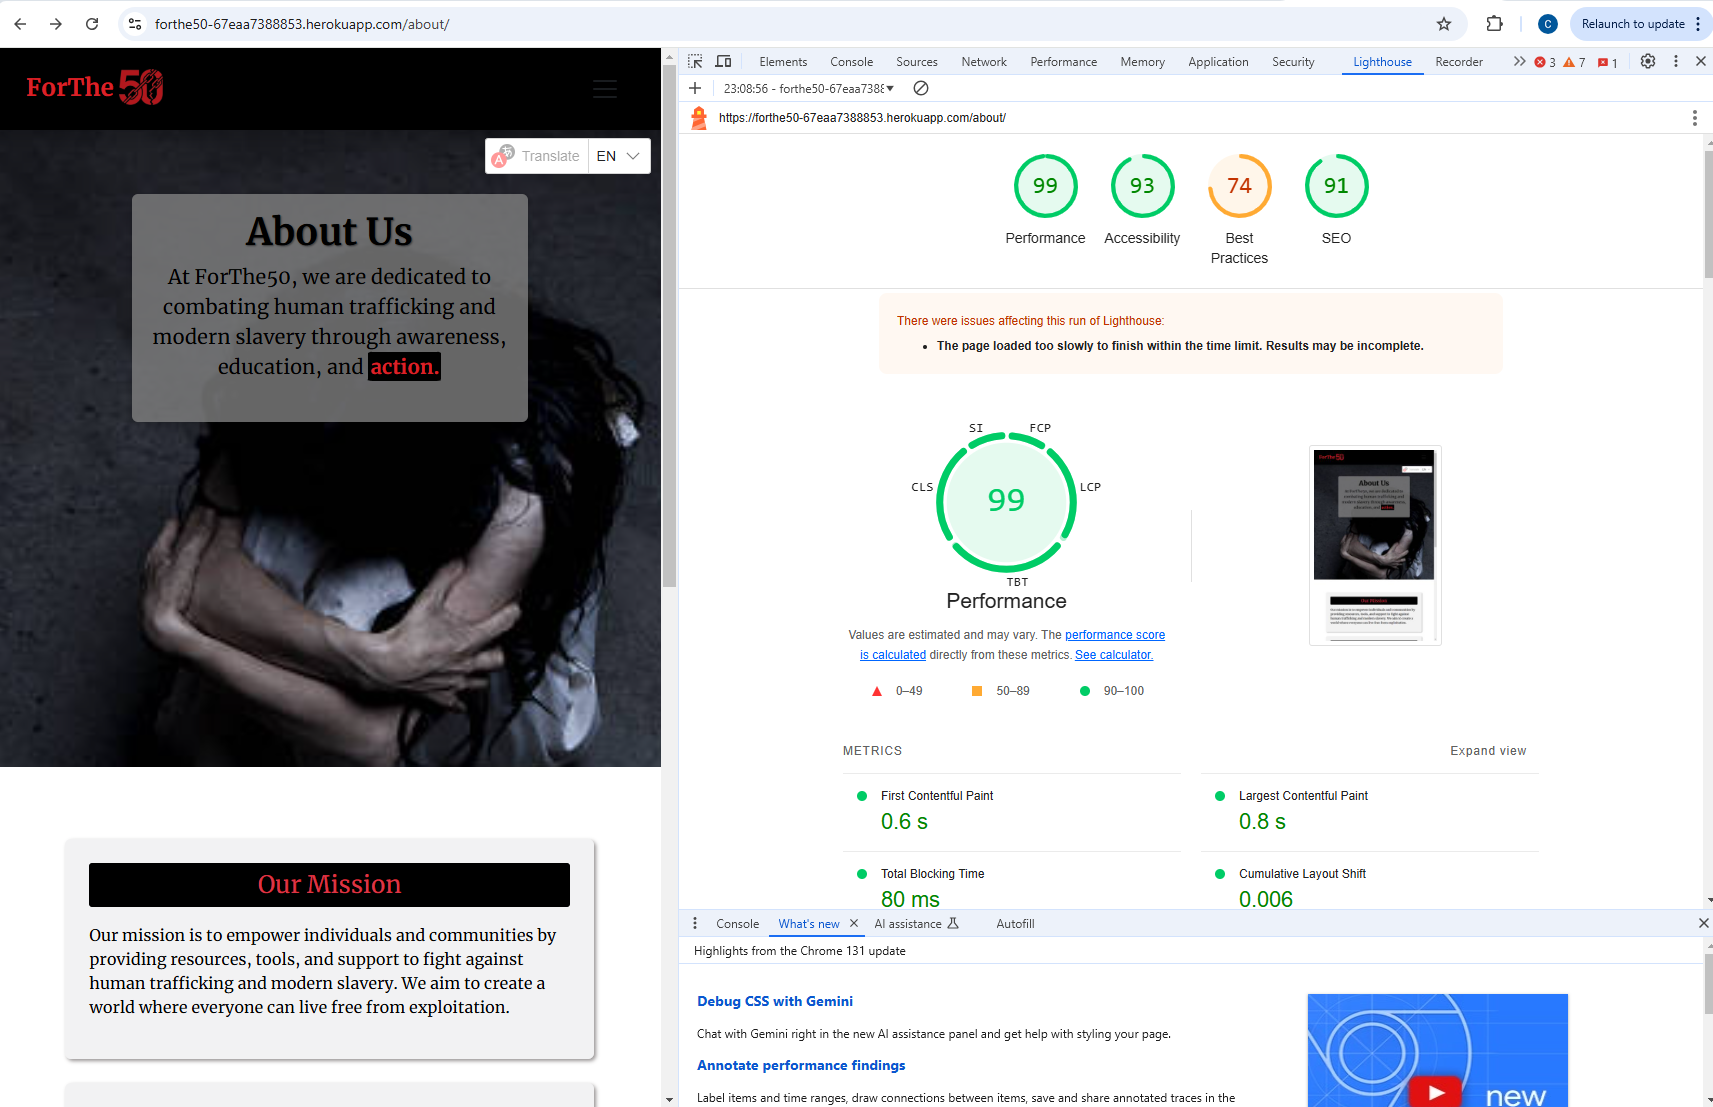 forthe50-67eaa7388853.herokuapp.com/about/
C
Relaunch to update
ForThe 50
Translate
EN
About Us
At ForThe50, we are dedicated to
combating human trafficking and
modern slavery through awareness,
education, and action.
Our Mission
Our mission is to empower individuals and communities by
providing resources, tools, and support to fight against
human trafficking and modern slavery. We aim to create a
world where everyone can live free from exploitation.
Elements Console Sources Network Performance Memory Application Security Lighthouse Recorder 3 7 1
23:08:56 - forthe50-67eaa738
https://forthe50-67eaa7388853.herokuapp.com/about/
99 93 74 91
Performance Accessibility Best Practices SEO
There were issues affecting this run of Lighthouse:
The page loaded too slowly to finish within the time limit. Results may be incomplete.
SI FCP
CLS LCP
99
TBT
Performance
Values are estimated and may vary. The performance score
is calculated directly from these metrics. See calculator.
0–49 50–89 90–100
METRICS Expand view
First Contentful Paint Largest Contentful Paint
0.6 s 0.8 s
Total Blocking Time Cumulative Layout Shift
80 ms 0.006
Console What's new AI assistance Autofill
Highlights from the Chrome 131 update
Debug CSS with Gemini
Chat with Gemini right in the new AI assistance panel and get help with styling your page.
Annotate performance findings
Label items and time ranges, draw connections between items, save and share annotated traces in the
new